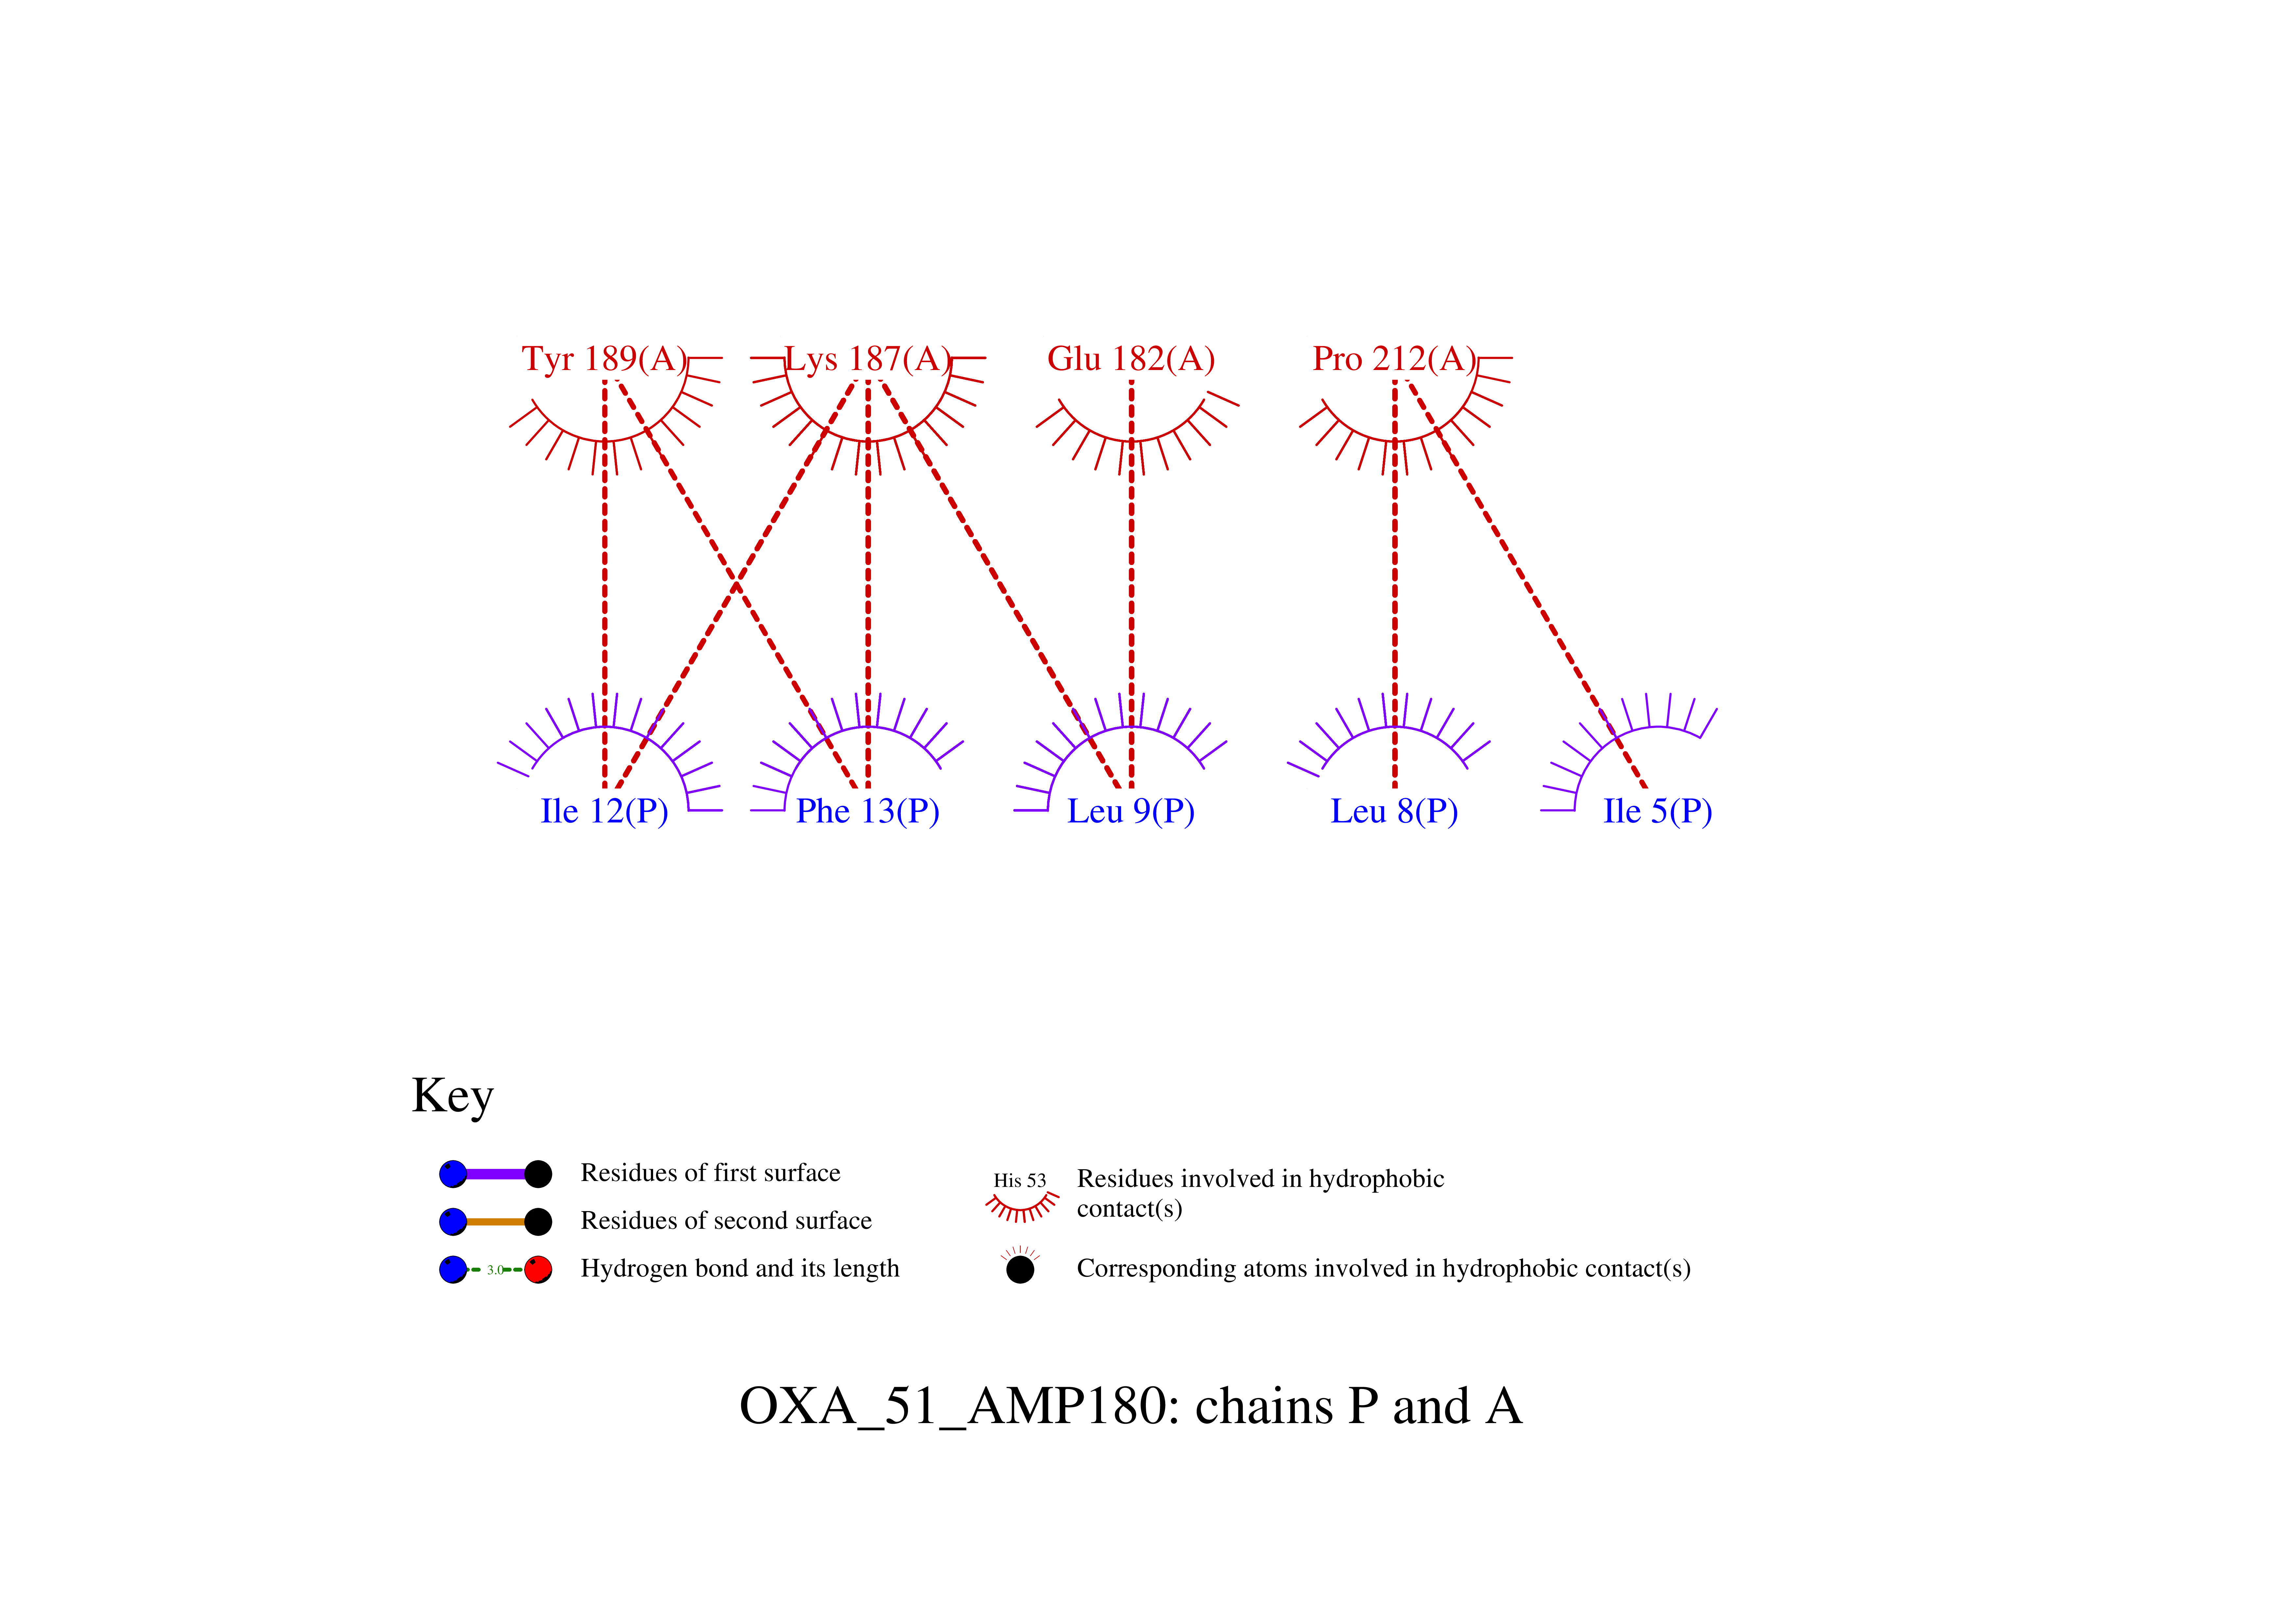 Tyr 189(A) Lys 187(A) Glu 182(A) Pro 212(A)
Ile 12(P) Phe 13(P) Leu 9(P) Leu 8(P) Ile 5(P)
Key
Residues of first surface
Residues of second surface
3.0 Hydrogen bond and its length
His 53 Residues involved in hydrophobic
contact(s)
Corresponding atoms involved in hydrophobic contact(s)
OXA_51_AMP180: chains P and A